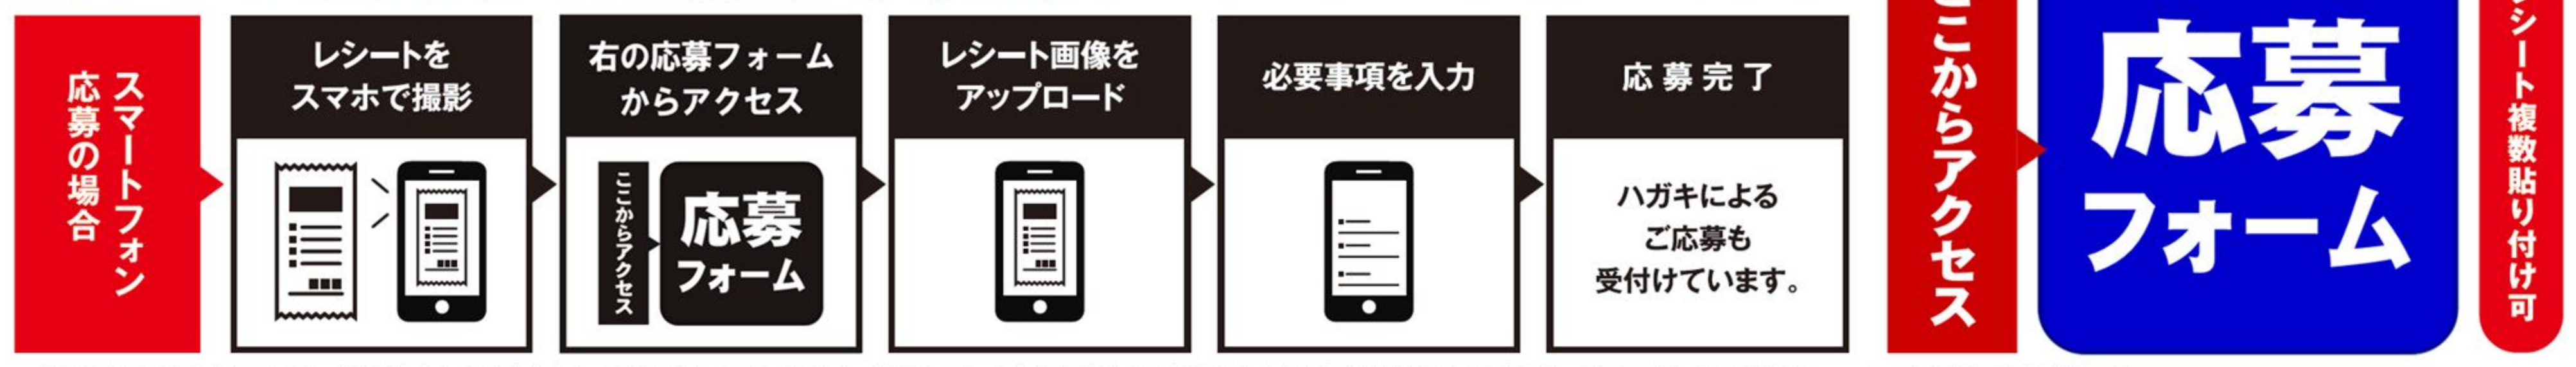 スマートフォン
応募の場合
レシートを
スマホで撮影
右の応募フォーム
からアクセス
ここからアクセス
応募
フォーム
レシート画像を
アップロード
必要事項を入力
応募完了
ハガキによる
ご応募も
受付けています。
ここからアクセス
応募
フォーム
シート複数貼り付け可